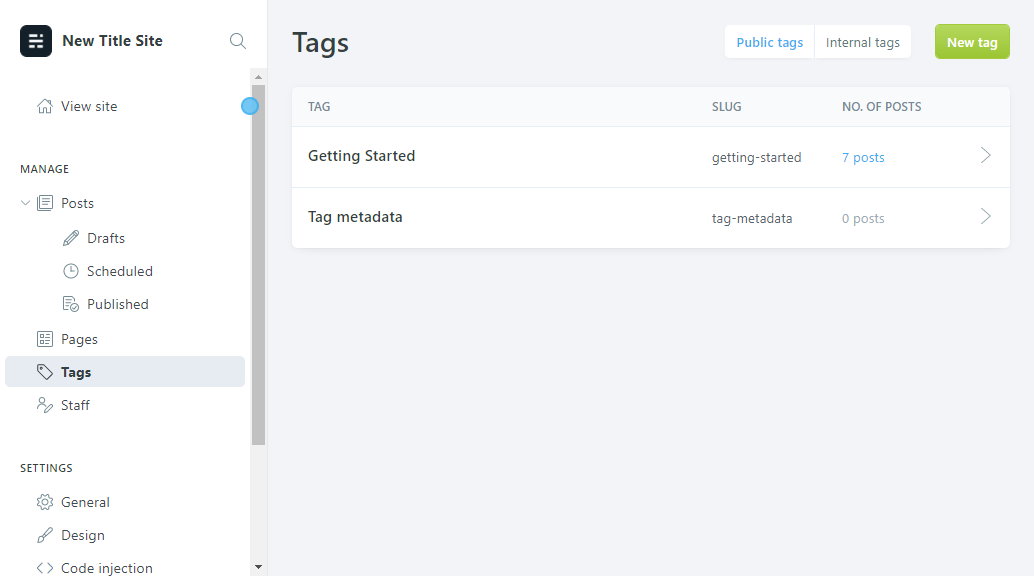 New Title Site
View site
MANAGE
Posts
Drafts
Scheduled
Published
Pages
Tags
Staff
SETTINGS
General
Design
Code injection
Tags
Public tags
Internal tags
New tag
TAG SLUG NO. OF POSTS
Getting Started getting-started 7 posts
Tag metadata tag-metadata 0 posts